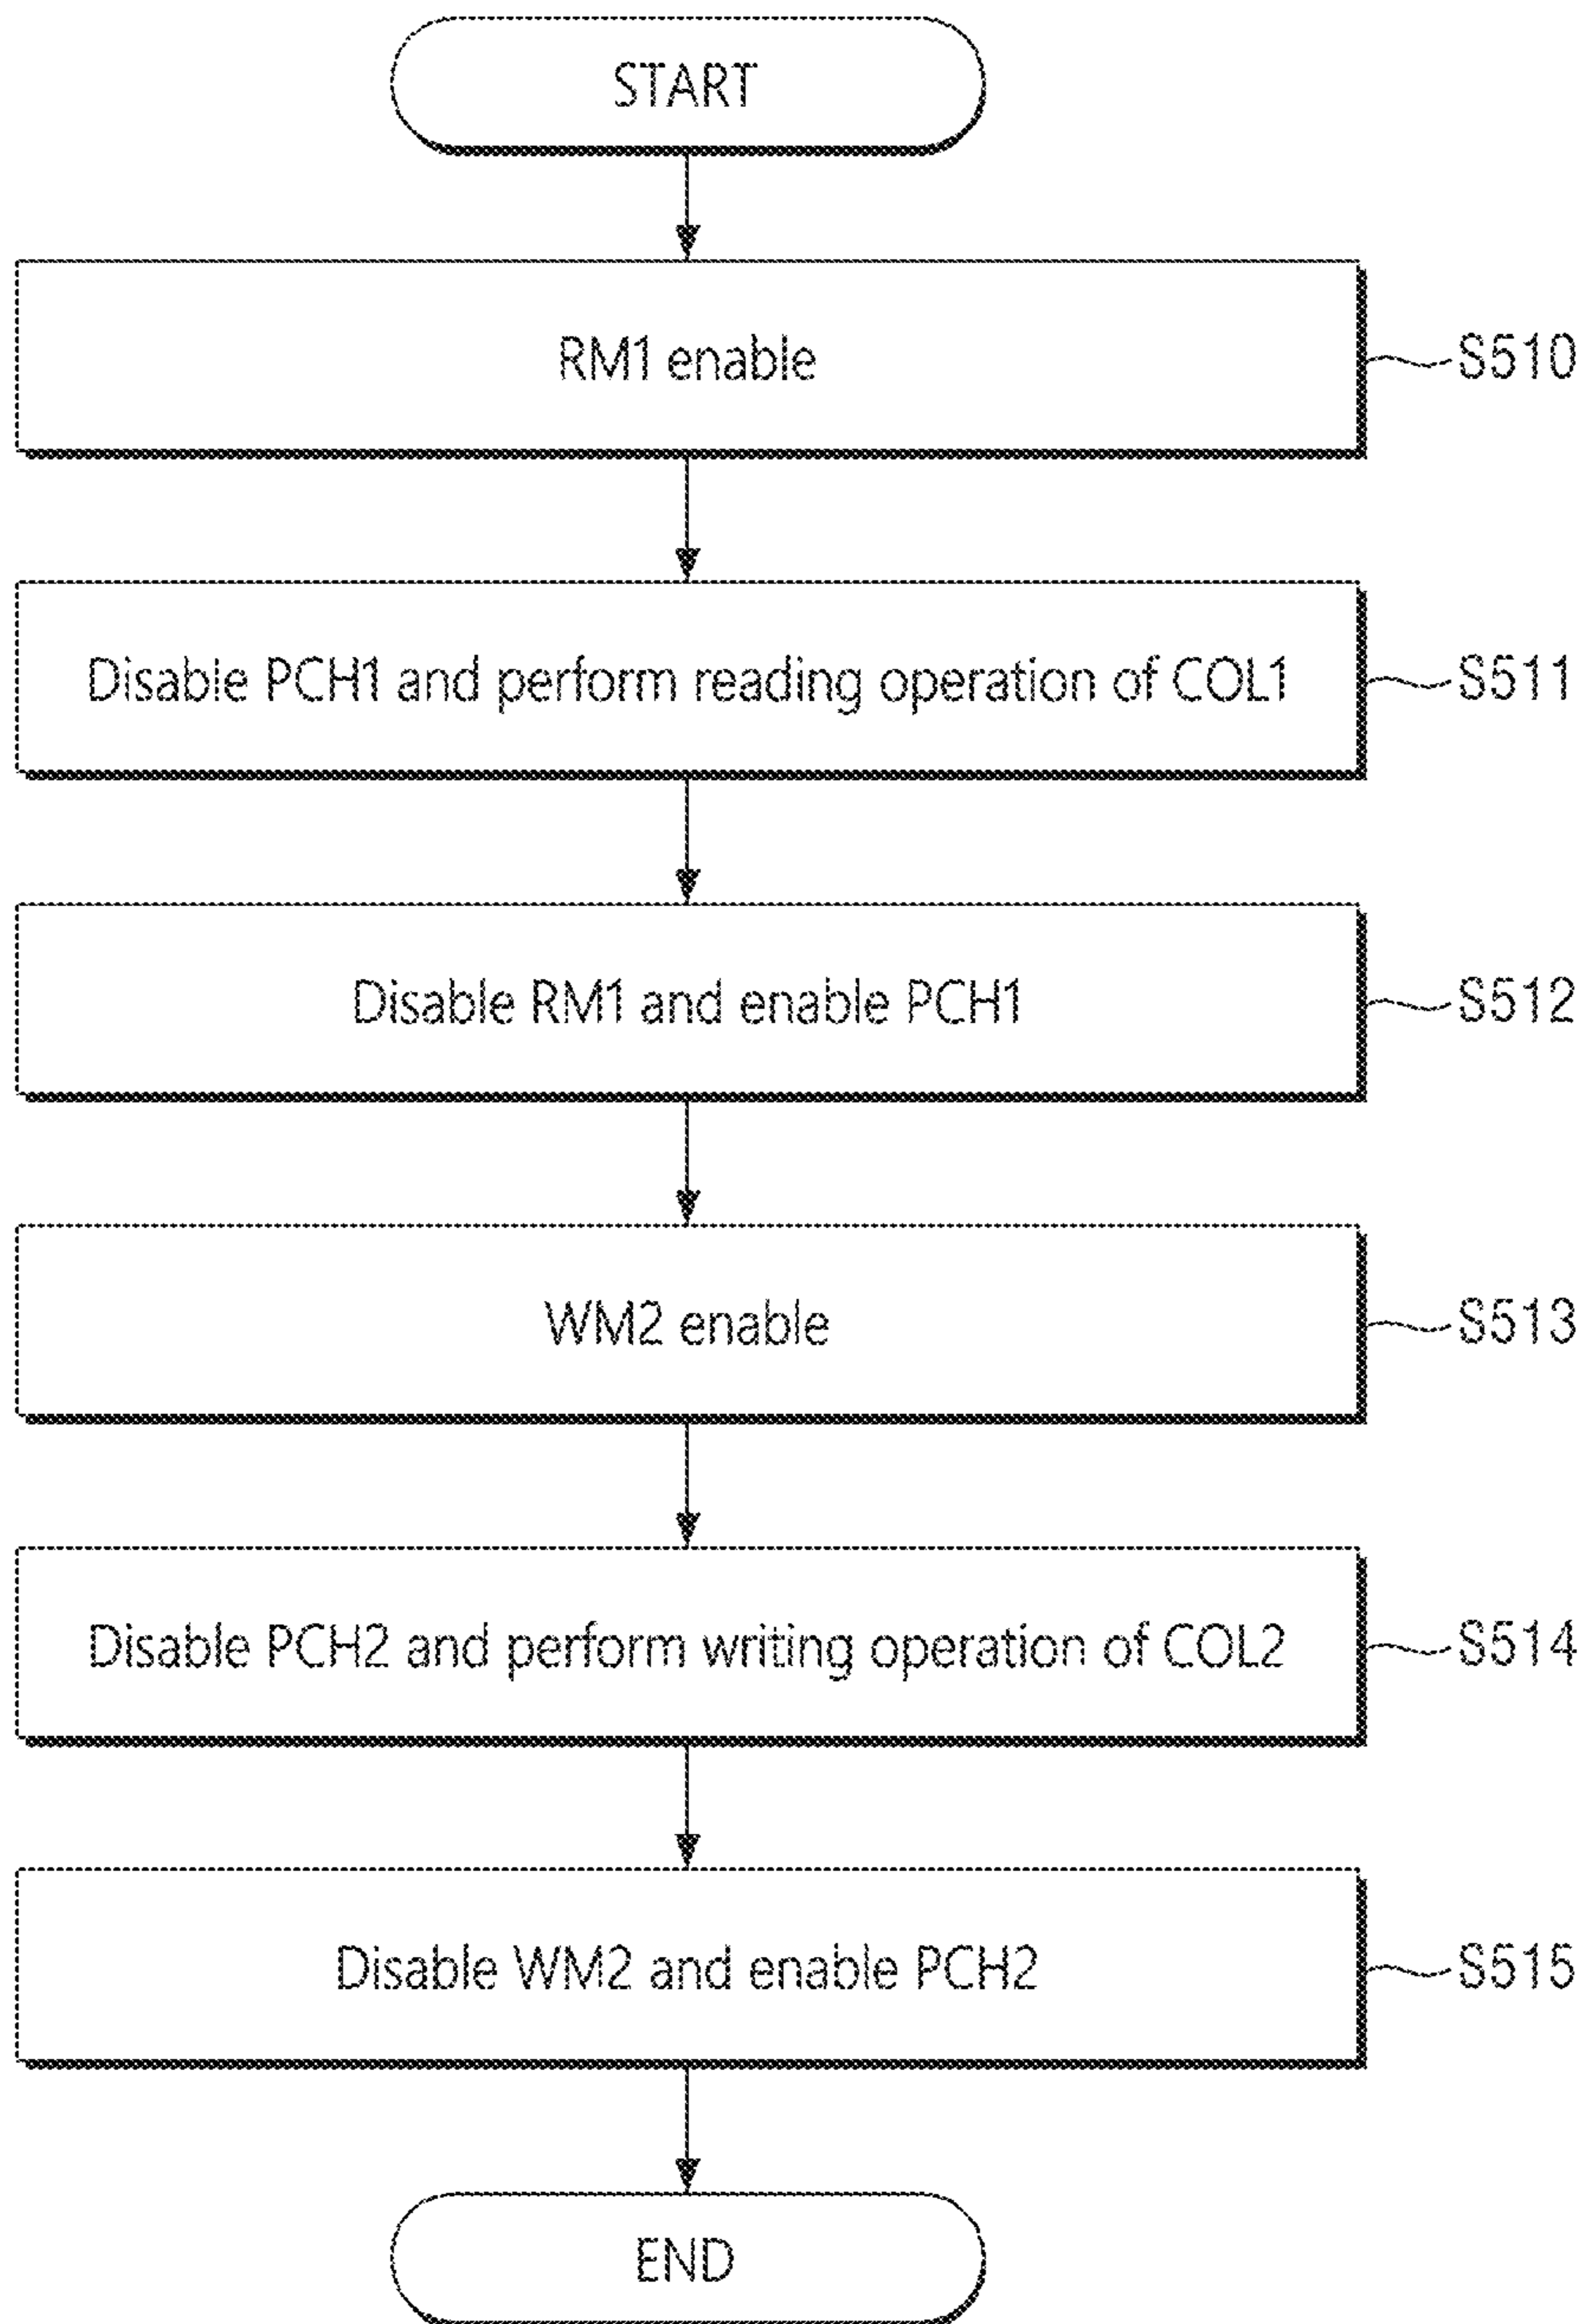 START
RM1 enable
S510
Disable PCH1 and perform reading operation of COL1
S511
Disable RM1 and enable PCH1
S512
WM2 enable
S513
Disable PCH2 and perform writing operation of COL2
S514
Disable WM2 and enable PCH2
S515
END